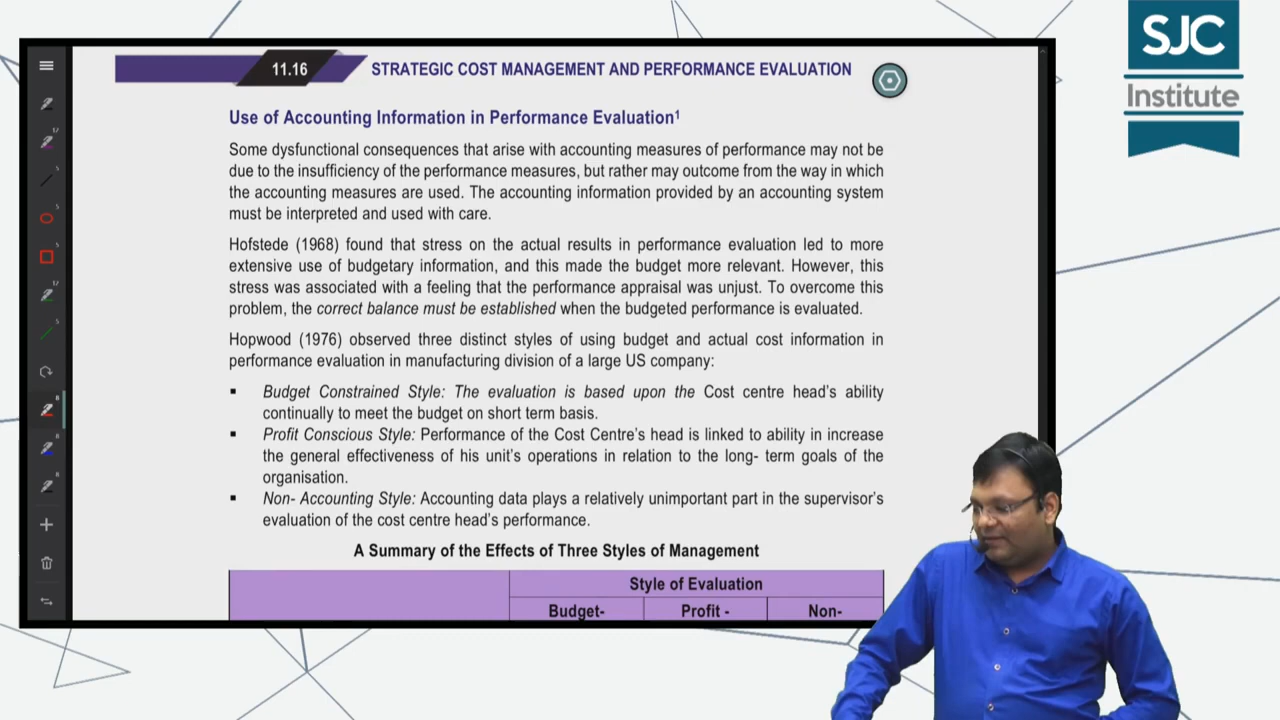 SJC
Institute
11.16
STRATEGIC COST MANAGEMENT AND PERFORMANCE EVALUATION
Use of Accounting Information in Performance Evaluation¹
Some dysfunctional consequences that arise with accounting measures of performance may not be
due to the insufficiency of the performance measures, but rather may outcome from the way in which
the accounting measures are used. The accounting information provided by an accounting system
must be interpreted and used with care.
Hofstede (1968) found that stress on the actual results in performance evaluation led to more
extensive use of budgetary information, and this made the budget more relevant. However, this
stress was associated with a feeling that the performance appraisal was unjust. To overcome this
problem, the correct balance must be established when the budgeted performance is evaluated.
Hopwood (1976) observed three distinct styles of using budget and actual cost information in
performance evaluation in manufacturing division of a large US company:
▪ Budget Constrained Style: The evaluation is based upon the Cost centre head's ability
continually to meet the budget on short term basis.
▪ Profit Conscious Style: Performance of the Cost Centre's head is linked to ability in increase
the general effectiveness of his unit's operations in relation to the long- term goals of the
organisation.
▪ Non- Accounting Style: Accounting data plays a relatively unimportant part in the supervisor's
evaluation of the cost centre head's performance.
A Summary of the Effects of Three Styles of Management
Style of Evaluation
Budget- Profit - Non-